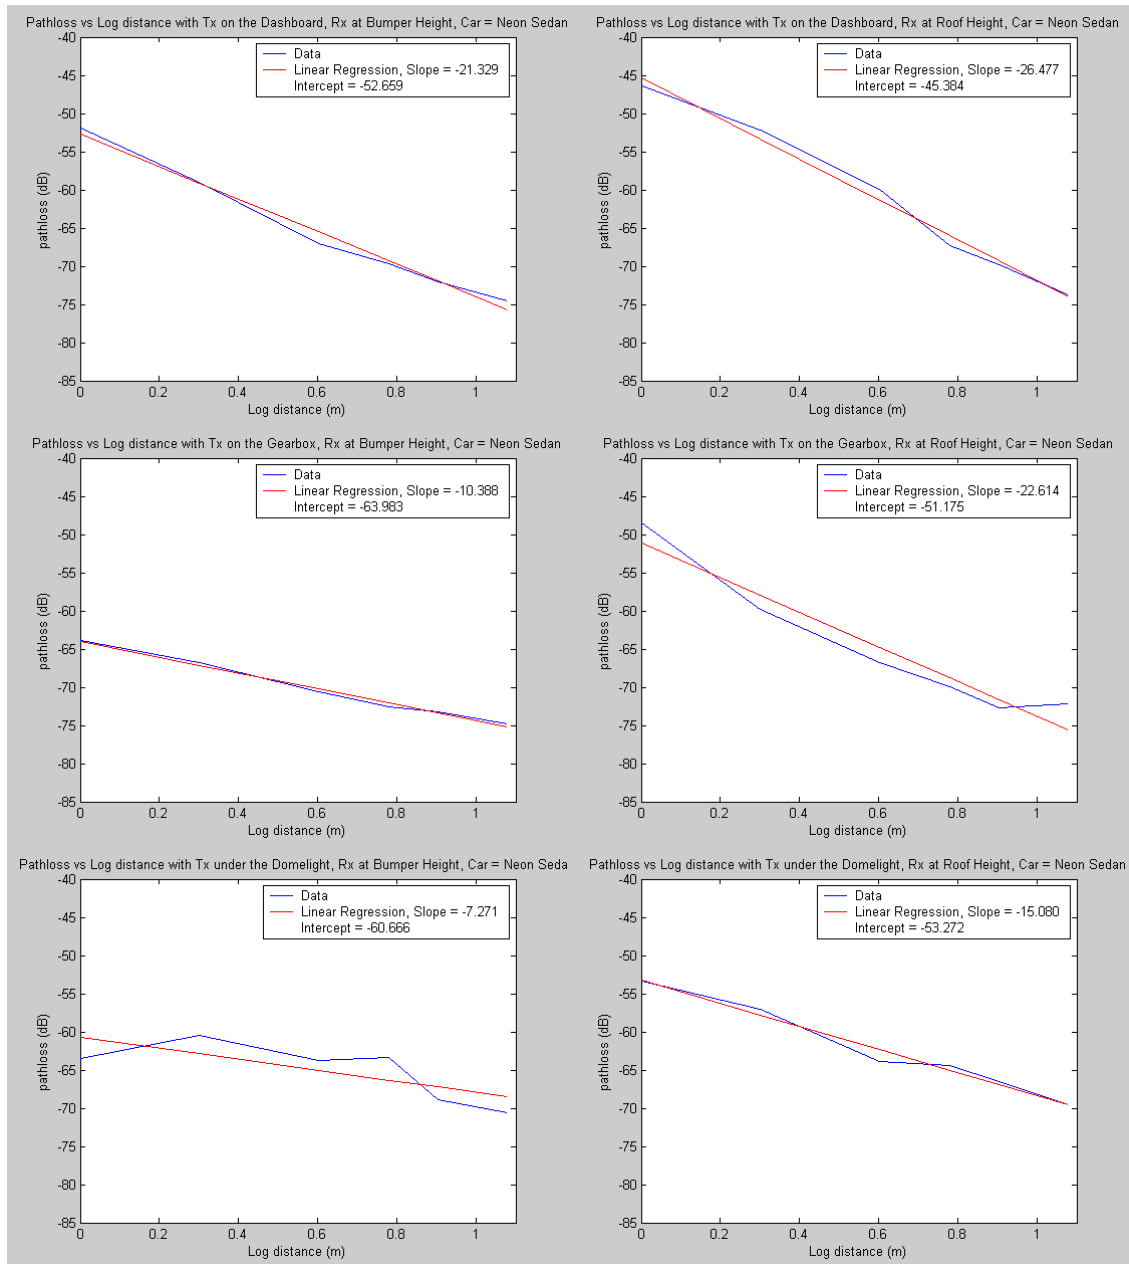 Pathloss vs Log distance with Tx on the Dashboard, Rx at Bumper Height, Car = Neon Sedan
-40
-45
-50
-55
-60
-65
-70
-75
-80
-85
pathloss (dB)
Data
Linear Regression, Slope = -21.329
Intercept = -52.659
0
0.2
0.4
0.6
0.8
1
Log distance (m)
Pathloss vs Log distance with Tx on the Dashboard, Rx at Roof Height, Car = Neon Sedan
-40
-45
-50
-55
-60
-65
-70
-75
-80
-85
pathloss (dB)
Data
Linear Regression, Slope = -26.477
Intercept = -45.384
0
0.2
0.4
0.6
0.8
1
Log distance (m)
Pathloss vs Log distance with Tx on the Gearbox, Rx at Bumper Height, Car = Neon Sedan
-40
-45
-50
-55
-60
-65
-70
-75
-80
-85
pathloss (dB)
Data
Linear Regression, Slope = -10.388
Intercept = -63.983
0
0.2
0.4
0.6
0.8
1
Log distance (m)
Pathloss vs Log distance with Tx on the Gearbox, Rx at Roof Height, Car = Neon Sedan
-40
-45
-50
-55
-60
-65
-70
-75
-80
-85
pathloss (dB)
Data
Linear Regression, Slope = -22.614
Intercept = -51.175
0
0.2
0.4
0.6
0.8
1
Log distance (m)
Pathloss vs Log distance with Tx under the Domelight, Rx at Bumper Height, Car = Neon Seda
-40
-45
-50
-55
-60
-65
-70
-75
-80
-85
pathloss (dB)
Data
Linear Regression, Slope = -7.271
Intercept = -60.666
0
0.2
0.4
0.6
0.8
1
Log distance (m)
Pathloss vs Log distance with Tx under the Domelight, Rx at Roof Height, Car = Neon Sedan
-40
-45
-50
-55
-60
-65
-70
-75
-80
-85
pathloss (dB)
Data
Linear Regression, Slope = -15.080
Intercept = -53.272
0
0.2
0.4
0.6
0.8
1
Log distance (m)